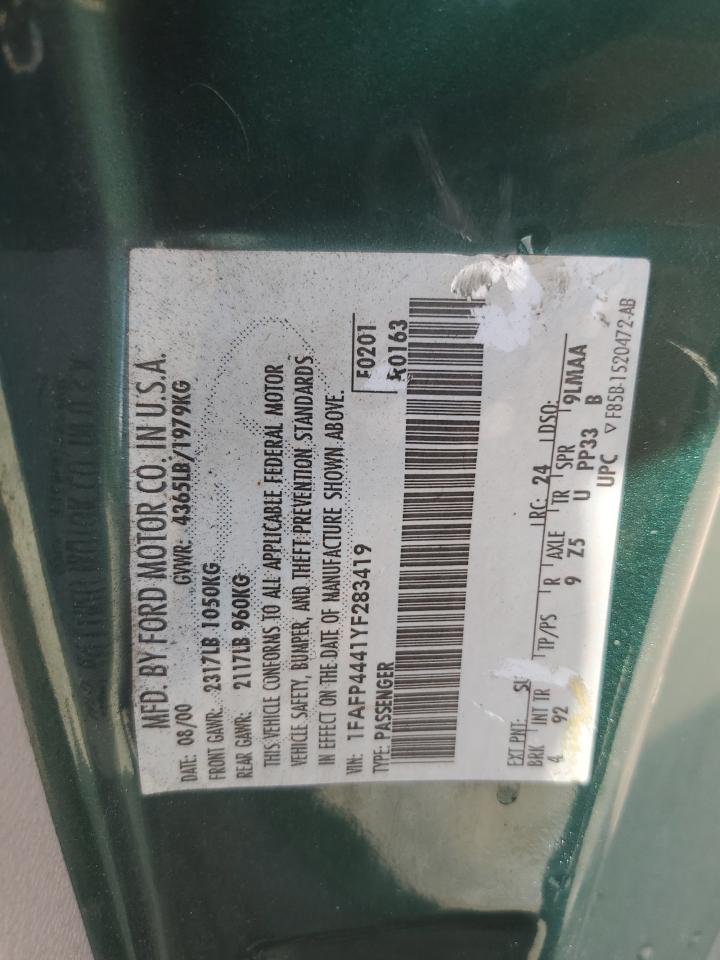 MFD. BY FORD MOTOR CO. IN U.S.A.
DATE: 08/00 GVWR: 4365LB/1979KG
FRONT GAWR: 2317LB 1050KG
REAR GAWR: 2117LB 960KG
THIS VEHICLE CONFORMS TO ALL APPLICABLE FEDERAL MOTOR
VEHICLE SAFETY, BUMPER, AND THEFT PREVENTION STANDARDS
IN EFFECT ON THE DATE OF MANUFACTURE SHOWN ABOVE.
VIN: 1FAFP4441YF283419 F0201
TYPE: PASSENGER R0163
EXT PNT: RC: 24 DSO:
BRK INT TR TP/PS R AXLE TR SPR 9LMAA
4 92 9 Z5 U PP33 B
UPC
▽ F85B-1520472-AB